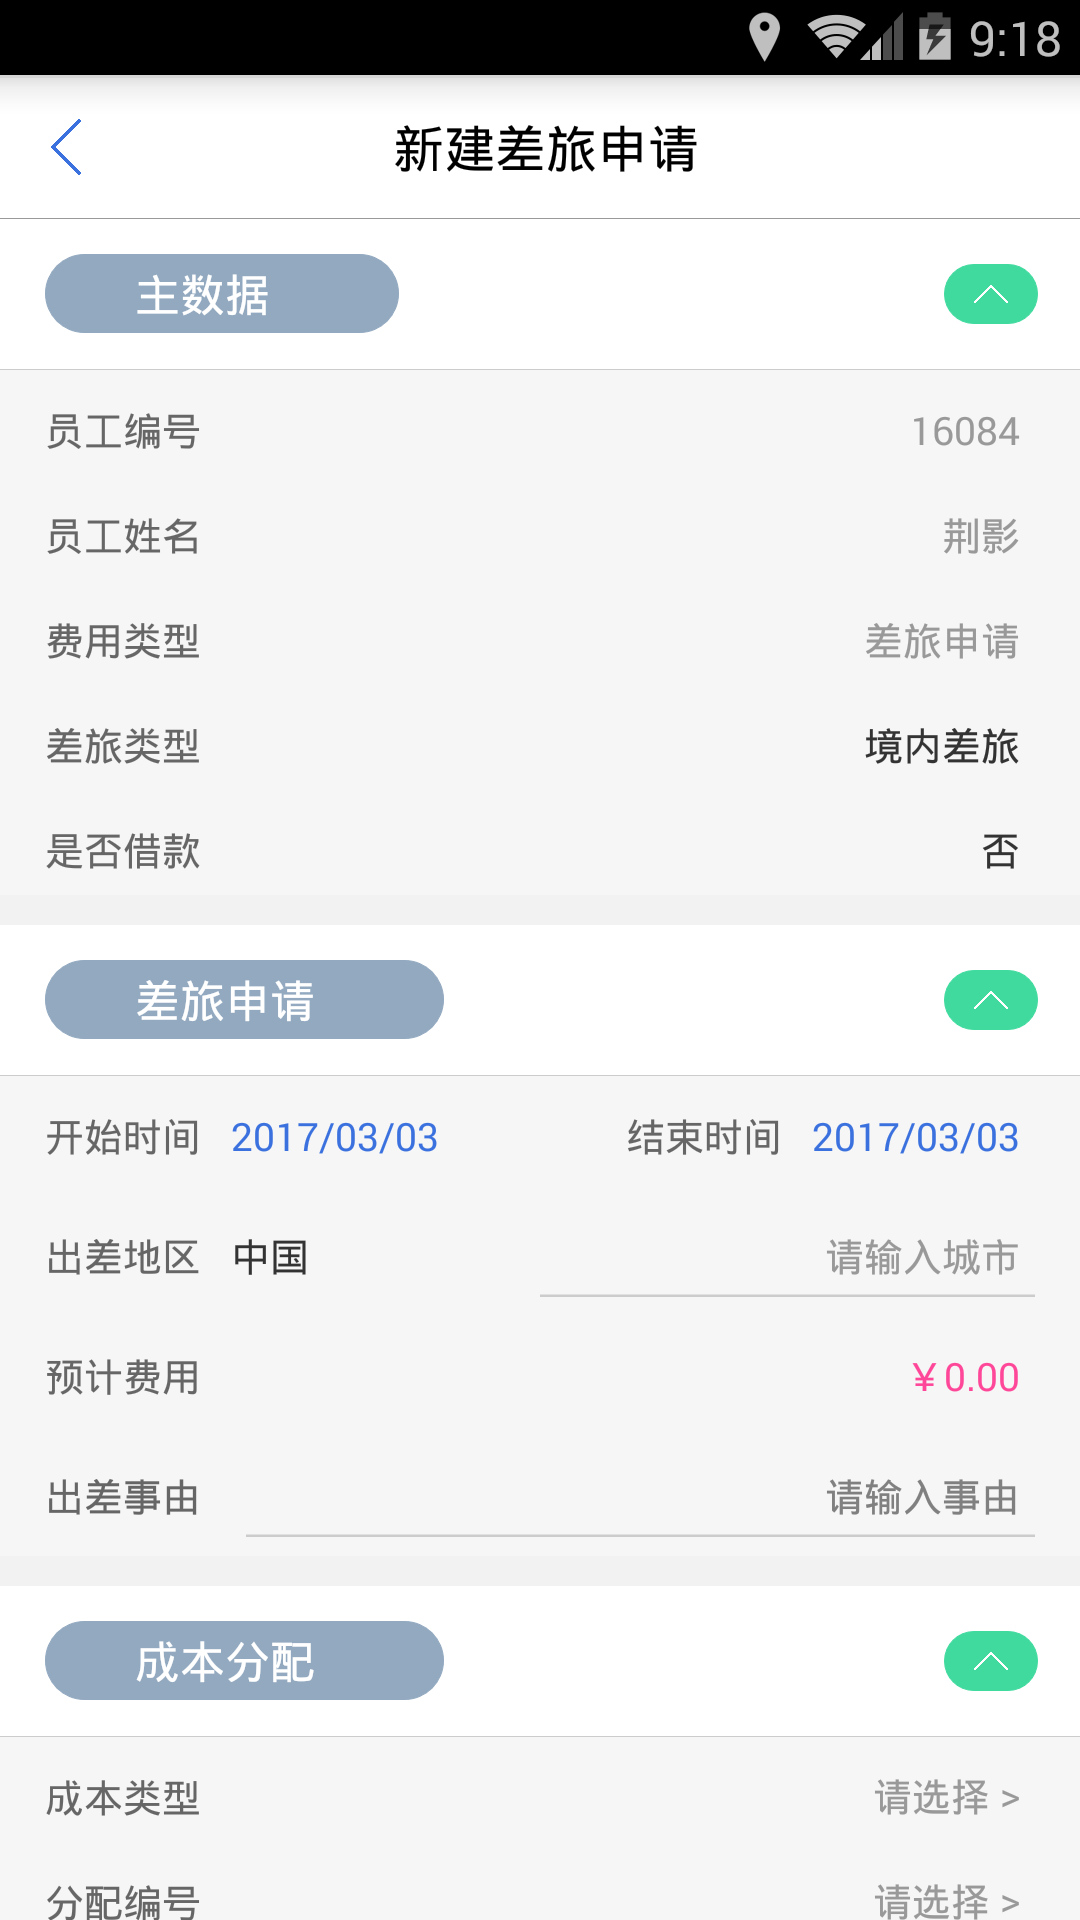 9:18
新建差旅申请
主数据
员工编号 16084
员工姓名 荆影
费用类型 差旅申请
差旅类型 境内差旅
是否借款 否
差旅申请
开始时间 2017/03/03 结束时间 2017/03/03
出差地区 中国 请输入城市
预计费用 ¥0.00
出差事由 请输入事由
成本分配
成本类型 请选择 >
分配编号 请选择 >